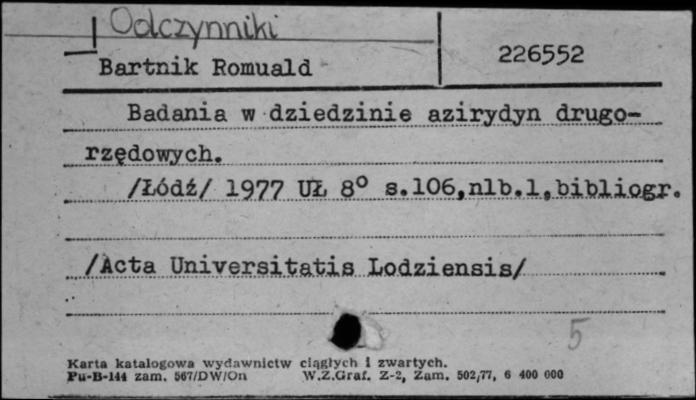 Odczynniki
226552
Bartnik Romuald
Badania w dziedzinie azirydyn drugo-
rzędowych.
/Łódź/ 1977 UŁ 8° s.106,nlb.1,bibliogr.
/Acta Universitatis Lodziensis/
5
Karta katalogowa wydawnictw ciągłych i zwartych.
Pu-B-144 zam. 567/DW/On W.Z.Graf. Z-2, Zam. 502/77, 6 400 000